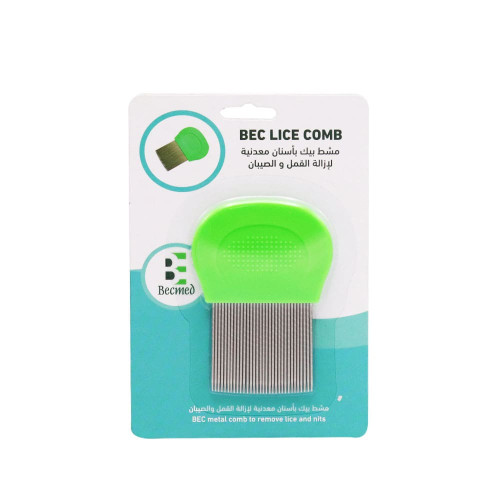 BEC LICE COMB
مشط بيك بأسنان معدنية
لإزالة القمل و الصيبان
Becmed
مشط بيك بأسنان معدنية لإزالة القمل والصيبان
BEC metal comb to remove lice and nits